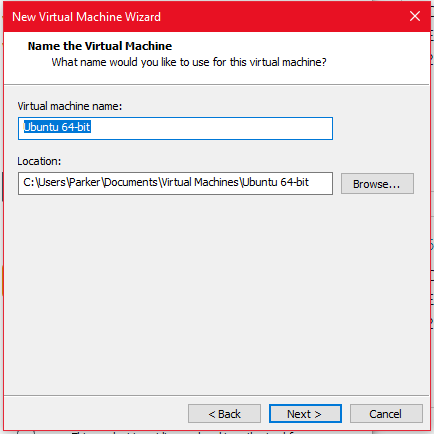 New Virtual Machine Wizard
Name the Virtual Machine
What name would you like to use for this virtual machine?
Virtual machine name:
Ubuntu 64-bit
Location:
C:\Users\Parker\Documents\Virtual Machines\Ubuntu 64-bit
Browse...
< Back
Next >
Cancel